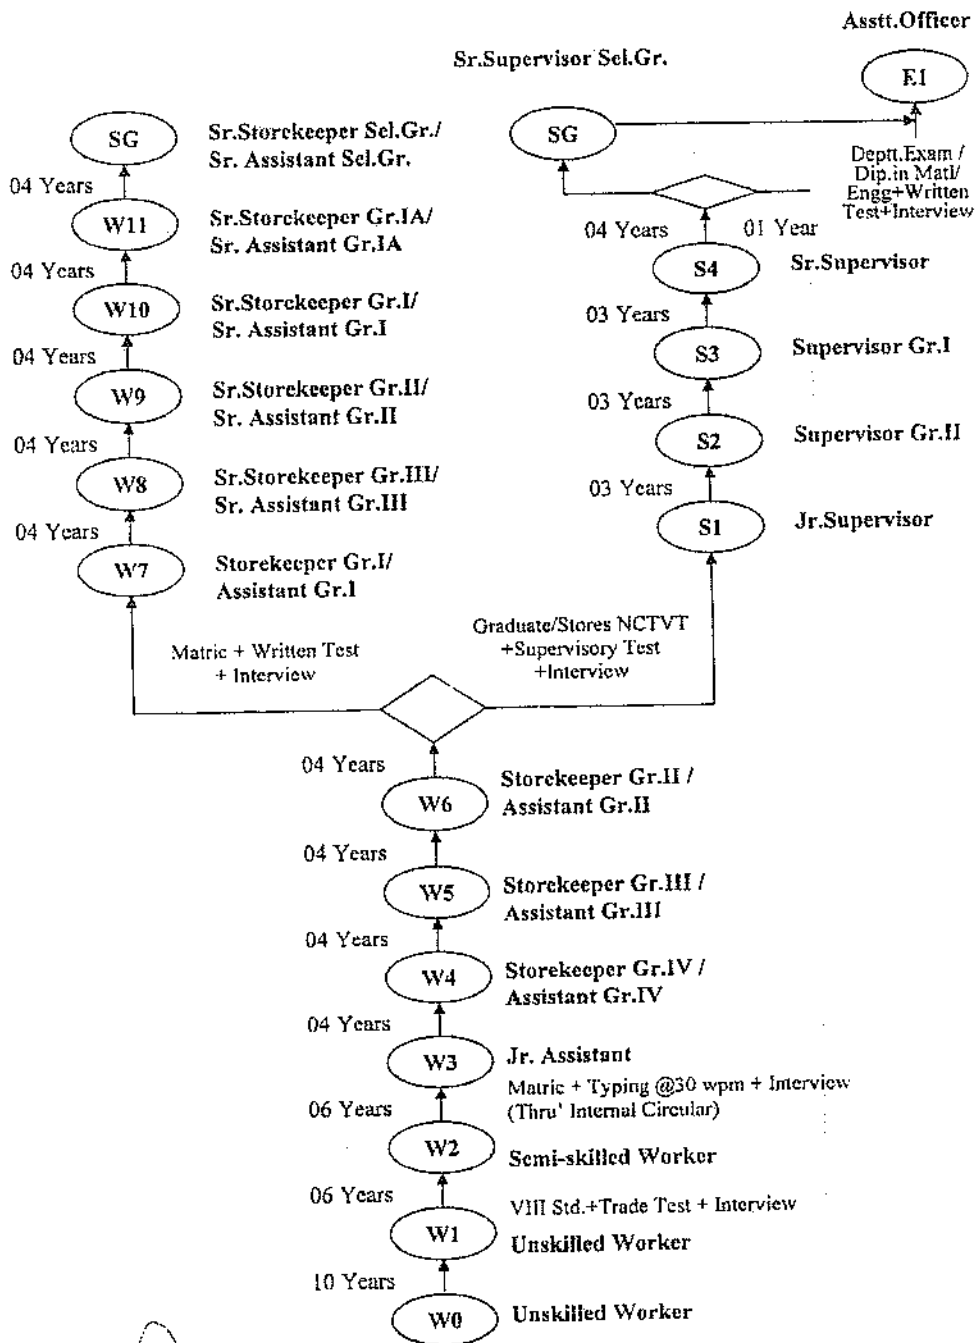 Asstt.Officer
Sr.Supervisor Sel.Gr.
E1
SG
Sr.Storekeeper Sel.Gr./
Sr. Assistant Sel.Gr.
SG
Deptt.Exam /
Dip.in Matl/
Engg+Written
Test+Interview
04 Years
W11
Sr.Storekeeper Gr.IA/
Sr. Assistant Gr.IA
04 Years
01 Year
S4
Sr.Supervisor
04 Years
W10
Sr.Storekeeper Gr.I/
Sr. Assistant Gr.I
03 Years
S3
Supervisor Gr.I
04 Years
W9
Sr.Storekeeper Gr.II/
Sr. Assistant Gr.II
03 Years
S2
Supervisor Gr.II
04 Years
W8
Sr.Storekeeper Gr.III/
Sr. Assistant Gr.III
03 Years
S1
Jr.Supervisor
04 Years
W7
Storekeeper Gr.I/
Assistant Gr.I
Matric + Written Test
+ Interview
Graduate/Stores NCTVT
+Supervisory Test
+Interview
04 Years
W6
Storekeeper Gr.II /
Assistant Gr.II
04 Years
W5
Storekeeper Gr.III /
Assistant Gr.III
04 Years
W4
Storekeeper Gr.IV /
Assistant Gr.IV
04 Years
W3
Jr. Assistant
Matric + Typing @30 wpm + Interview
(Thru' Internal Circular)
06 Years
W2
Semi-skilled Worker
06 Years
VIII Std.+Trade Test + Interview
W1
Unskilled Worker
10 Years
W0
Unskilled Worker